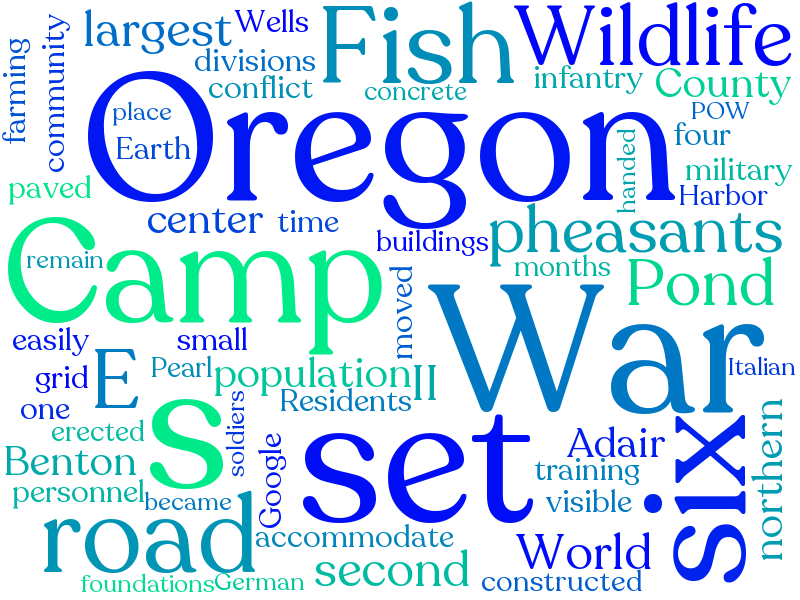 farming
community
largest
Wells
divisions
conflict
Fish
concrete
Wildlife
infantry
County
POW
four
military
Harbor
handed
place
Earth
Oregon
paved
center
time
buildings
pheasants
months
Pond
remain
Camp
moved
War
Italian
easily
small
grid
one
E
Pearl
population
II
Residents
erected
s
soldiers
Google
set
Adair
six
northern
training
visible
Benton
personnel
became
road
accommodate
World
foundations
German
second
constructed